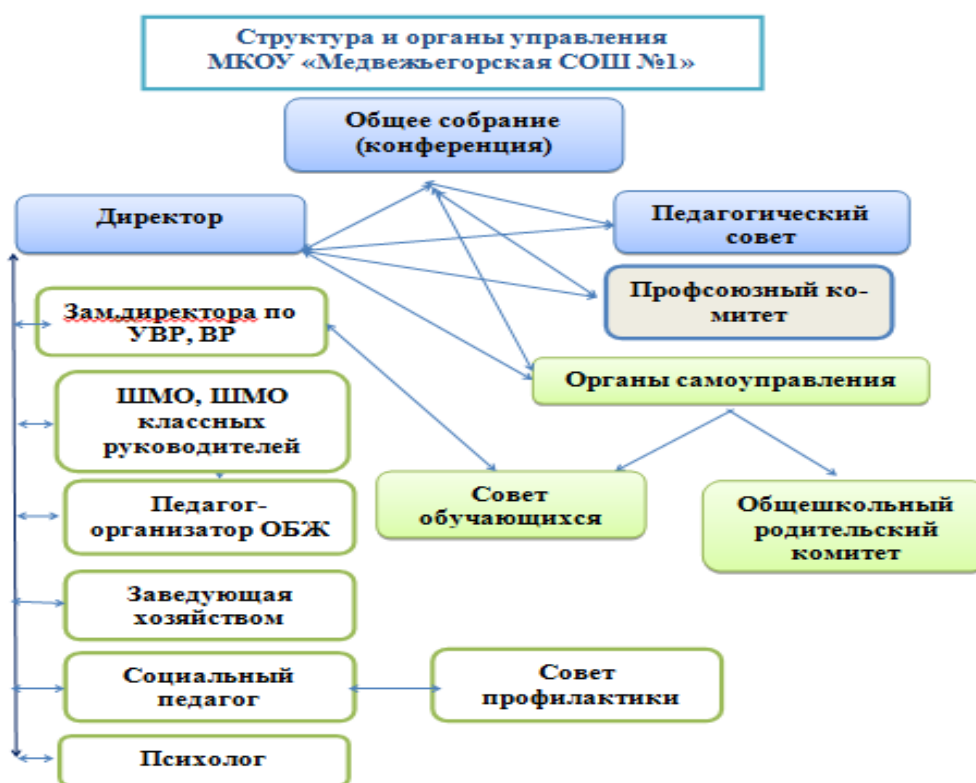 Структура и органы управления
МКОУ «Медвежьегорская СОШ №1»
Общее собрание
(конференция)
Директор
Педагогический
совет
Профсоюзный ко-
митет
Зам.директора по
УВР, ВР
Органы самоуправления
ШМО, ШМО
классных
руководителей
Совет
обучающихся
Общешкольный
родительский
комитет
Педагог-
организатор ОБЖ
Заведующая
хозяйством
Социальный
педагог
Совет
профилактики
Психолог